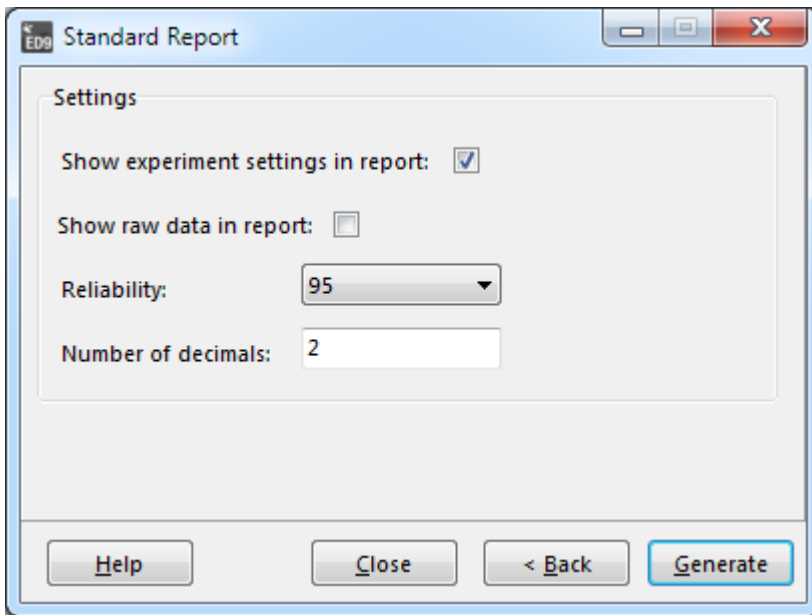 ED9 Standard Report
Settings
Show experiment settings in report:
Show raw data in report:
Reliability: 95
Number of decimals: 2
Help Close < Back Generate